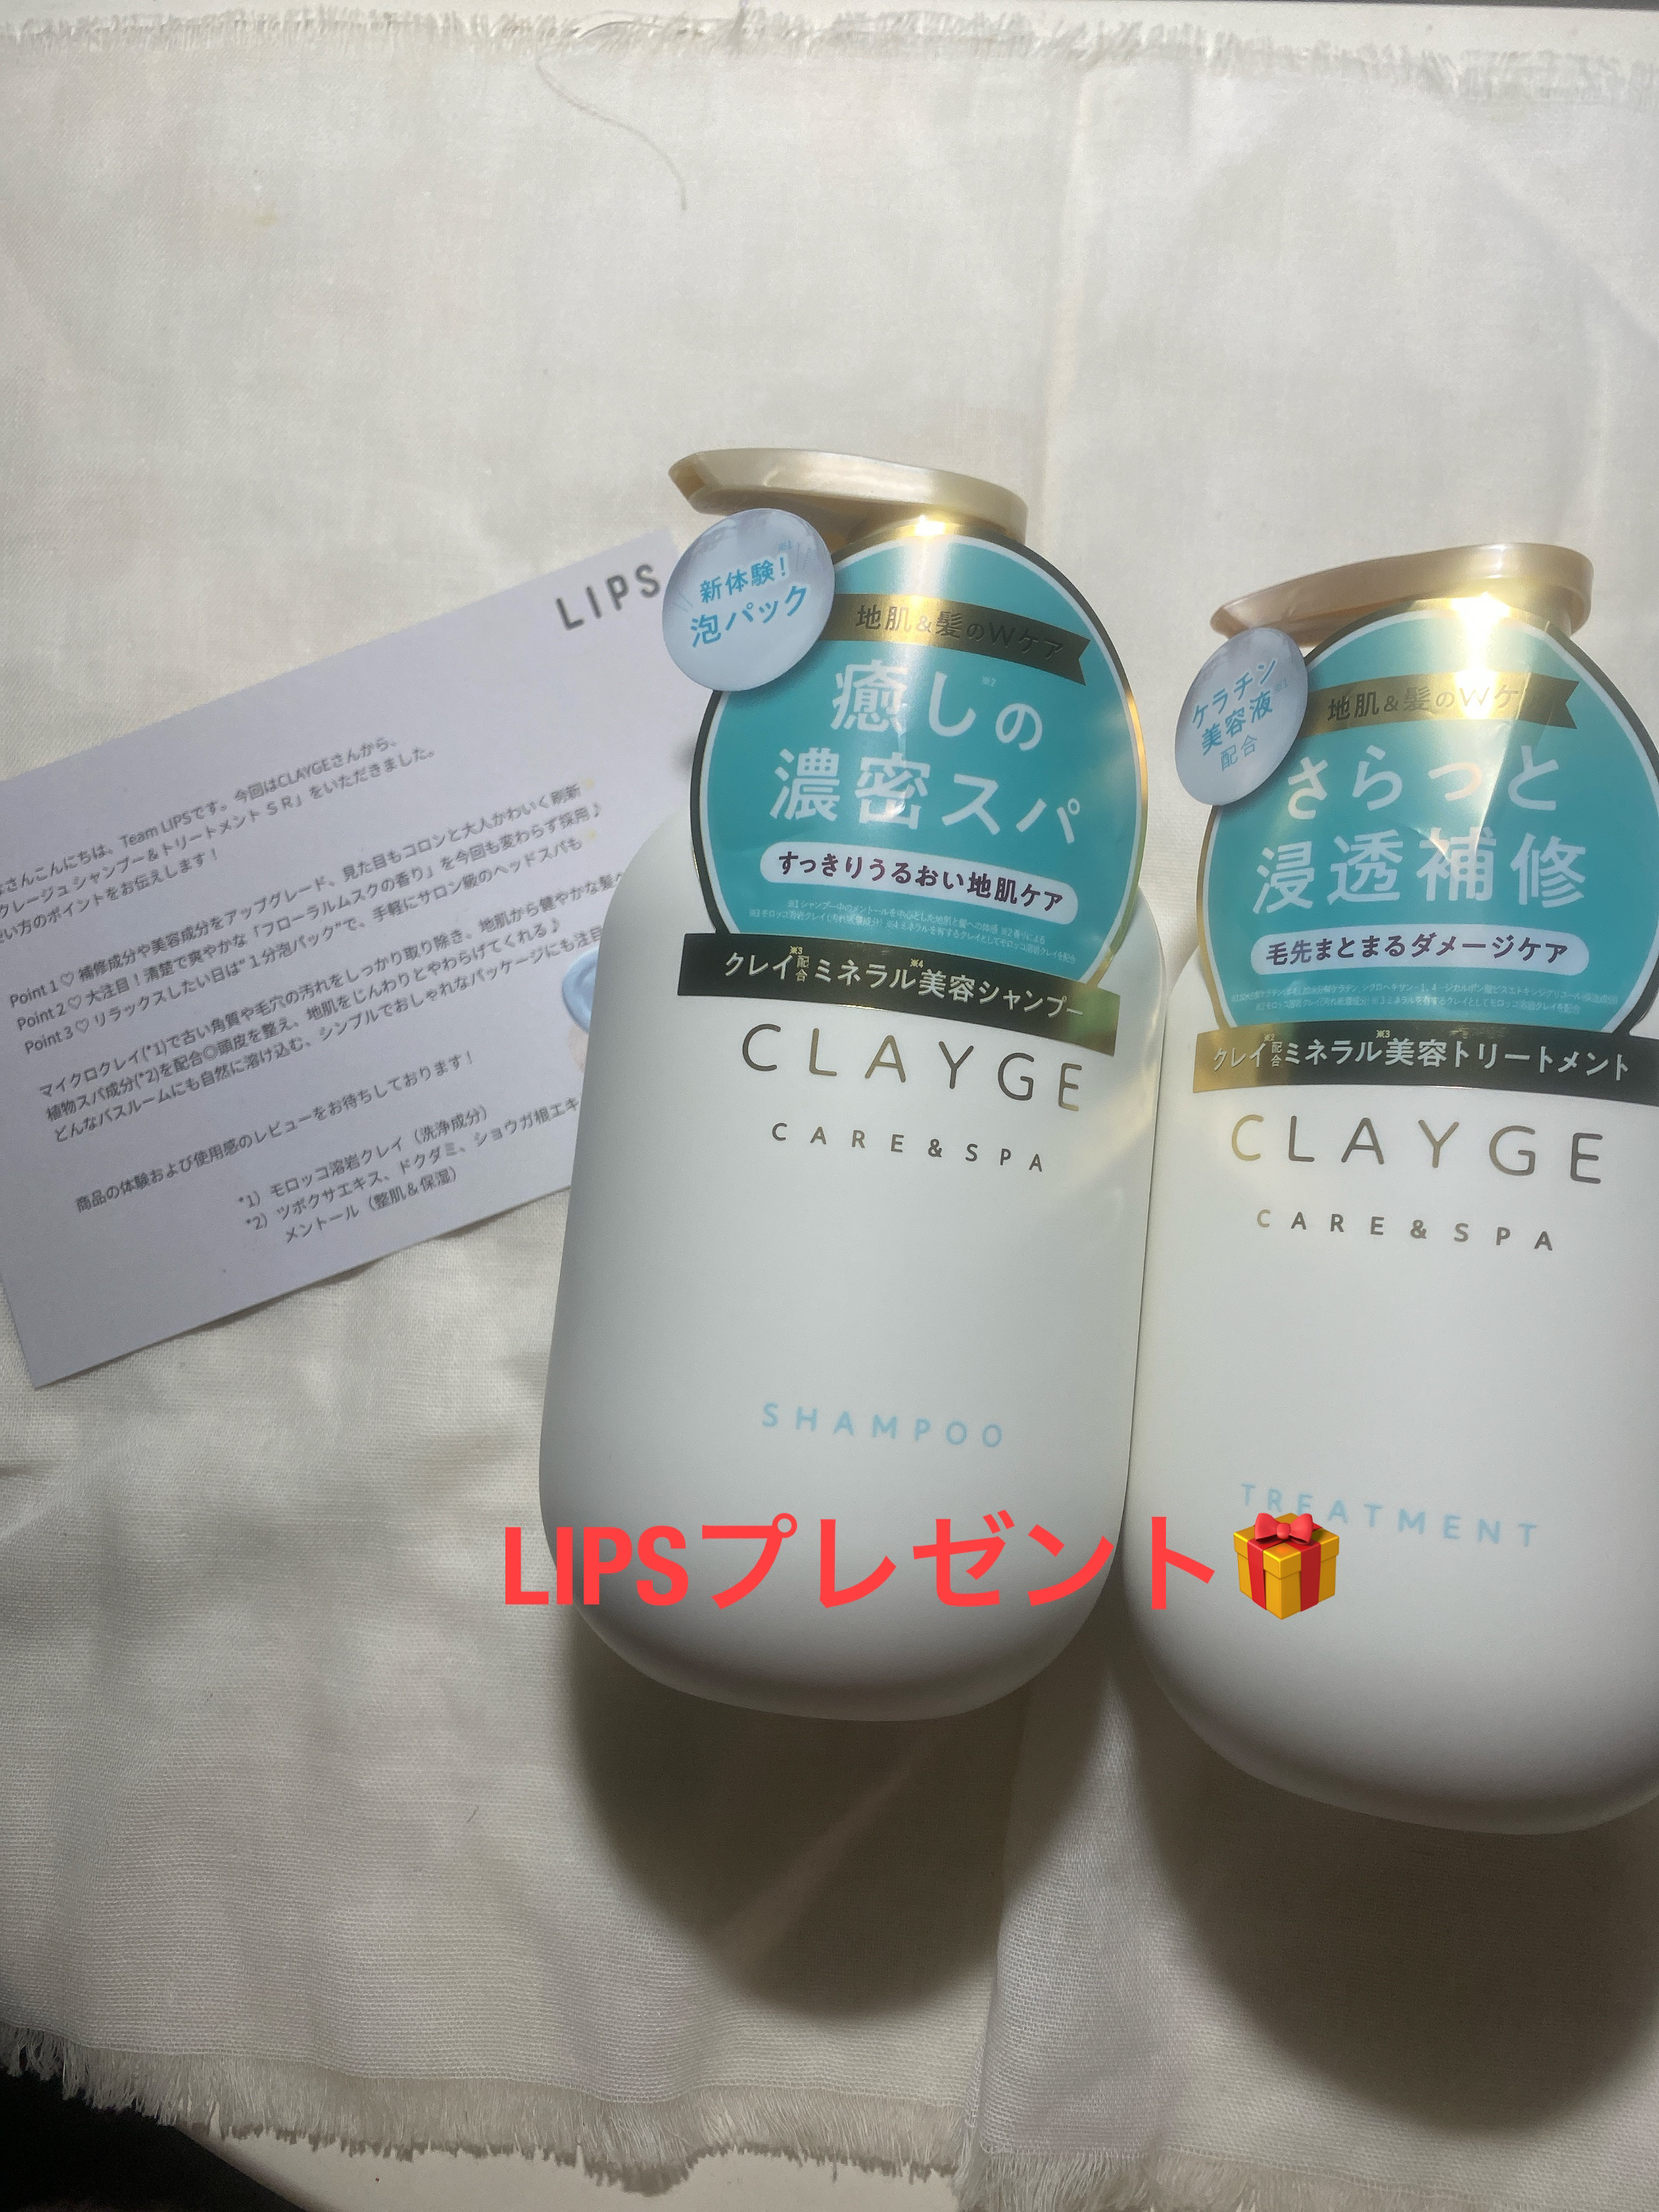 LIPS
さんこんにちは、Team LIPSです。今回はCLAYGEさんから、
クレージュ シャンプー＆トリートメント ＳＲ」をいただきました。
い方のポイントをお伝えします！
Point１♡ 補修成分や美容成分をアップグレード、見た目もコロンと大人かわいく刷新
Point２♡ 大注目！清楚で爽やかな「フローラルムスクの香り」を今回も変わらず採用♪
Point３♡ リラックスしたい日は"１分泡パック"で、手軽にサロン級のヘッドスパも
マイクロクレイ(*1)で古い角質や毛穴の汚れをしっかり取り除き、地肌から健やかな髪へ
植物スパ成分(*2)を配合◎頭皮を整え、地肌をじんわりとやわらげてくれる♪
どんなバスルームにも自然に溶け込む、シンプルでおしゃれなパッケージにも注目
商品の体験および使用感のレビューをお待ちしております！
*1）モロッコ溶岩クレイ（洗浄成分）
*2）ツボクサエキス、ドクダミ、ショウガ根エキ
メントール（整肌＆保湿）
新体験！※1
泡パック
地肌&髪のWケア
癒しの※2
濃密スパ
すっきりうるおい地肌ケア
クレイ※3配合ミネラル※4美容シャンプー
CLAYGE
CARE&SPA
SHAMPOO
ケラチン
美容液※1
配合
地肌&髪のWケア
さらっと
浸透補修
毛先まとまるダメージケア
クレイ※2配合ミネラル※3美容トリートメント
CLAYGE
CARE&SPA
TREATMENT
LIPSプレゼント🎁